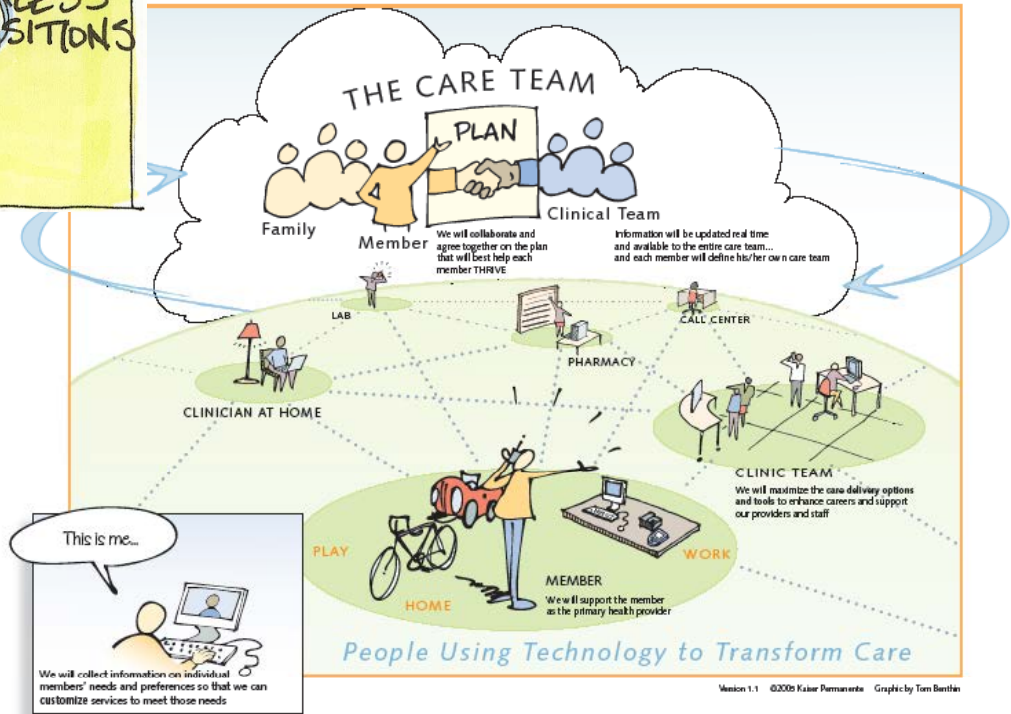 SITIONS
THE CARE TEAM
PLAN
Family
Member
Clinical Team
We will collaborate and
agree together on the plan
that will best help each
member THRIVE
Information will be updated real time
and available to the entire care team...
and each member will define his/her own care team
LAB
PHARMACY
CALL CENTER
CLINICIAN AT HOME
CLINIC TEAM
We will maximize the care delivery options
and tools to enhance careers and support
our providers and staff
This is me...
PLAY
HOME
WORK
MEMBER
We will support the member
as the primary health provider
We will collect information on individual
members' needs and preferences so that we can
customize services to meet those needs
People Using Technology to Transform Care
Version 1.1 ©2005 Kaiser Permanente Graphic by Tom Benthin